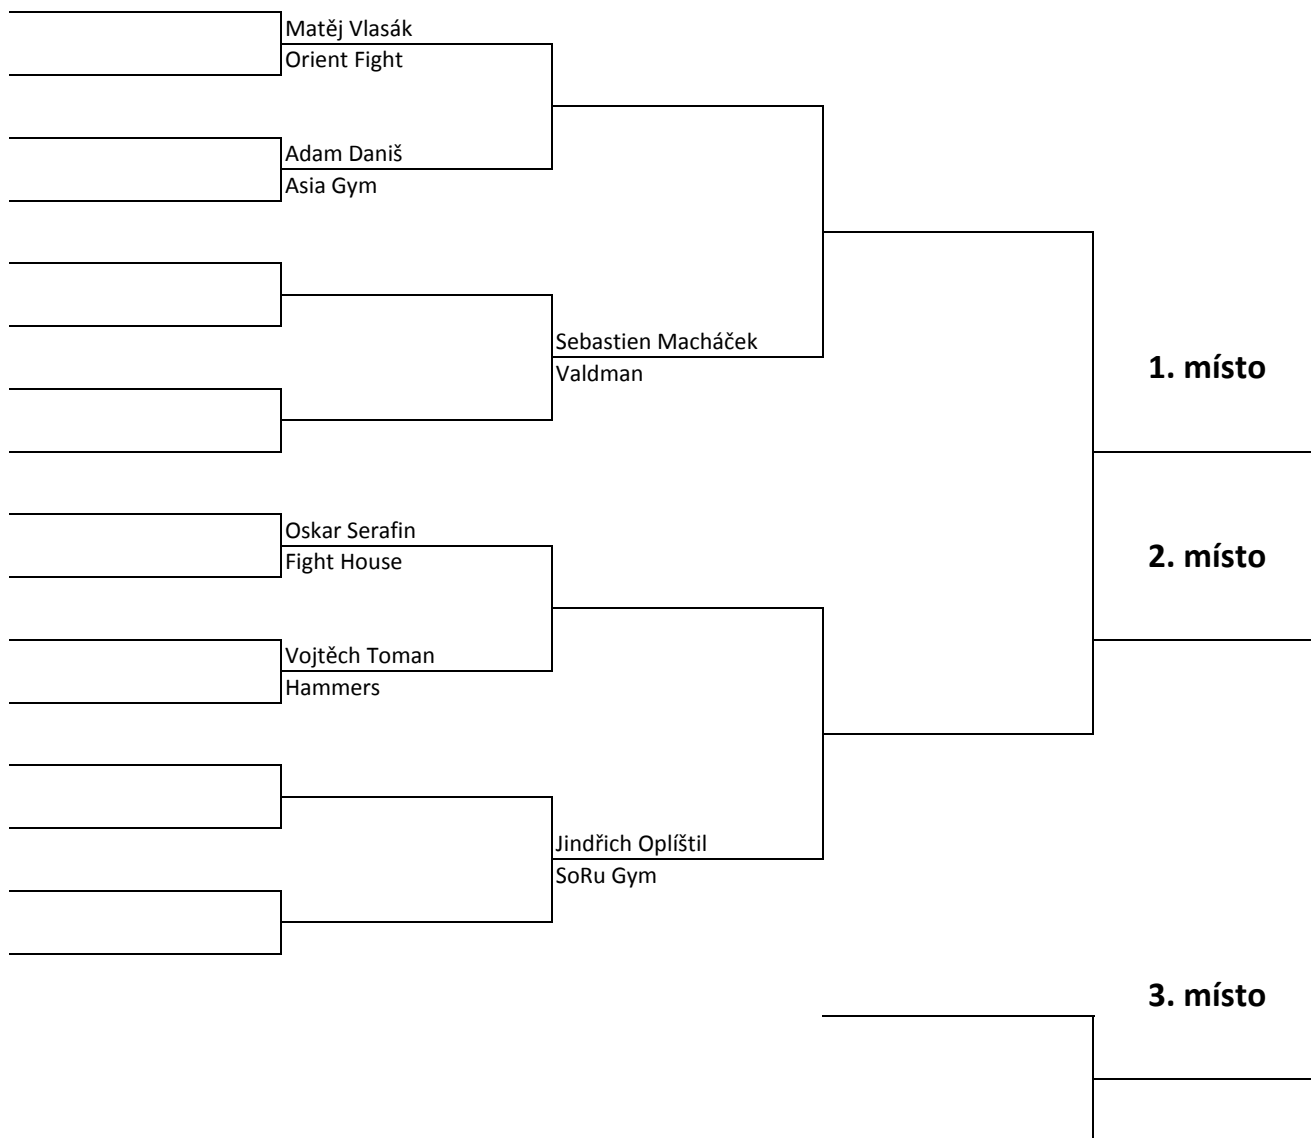 Matěj Vlasák
Orient Fight
Adam Daniš
Asia Gym
Sebastien Macháček
Valdman
1. místo
Oskar Serafin
Fight House
2. místo
Vojtěch Toman
Hammers
Jindřich Oplíštil
SoRu Gym
3. místo